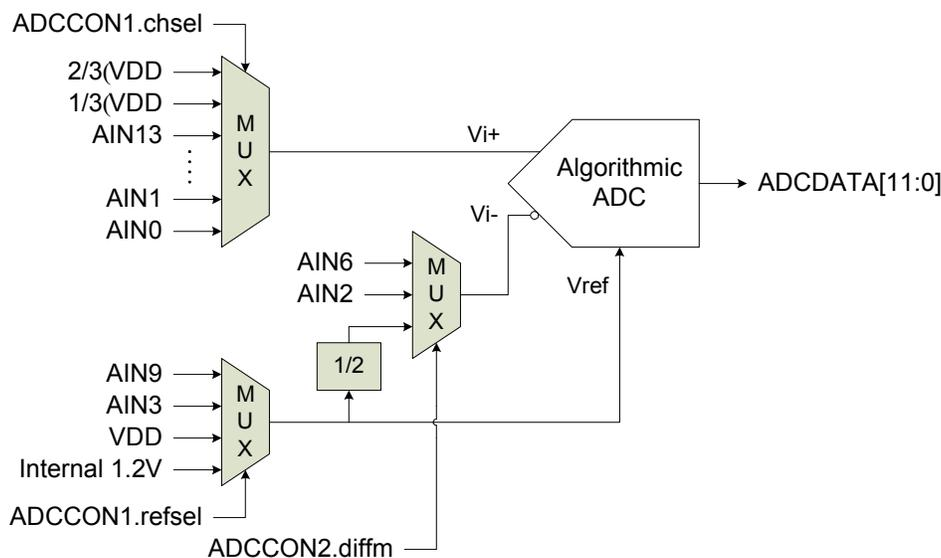 ADCCON1.chsel
2/3(VDD
1/3(VDD
AIN13
AIN1
AIN0
M
U
X
Vi+
Algorithmic
ADC
ADCDATA[11:0]
Vi-
AIN6
AIN2
M
U
X
Vref
1/2
AIN9
AIN3
VDD
Internal 1.2V
M
U
X
ADCCON1.refsel
ADCCON2.diffm